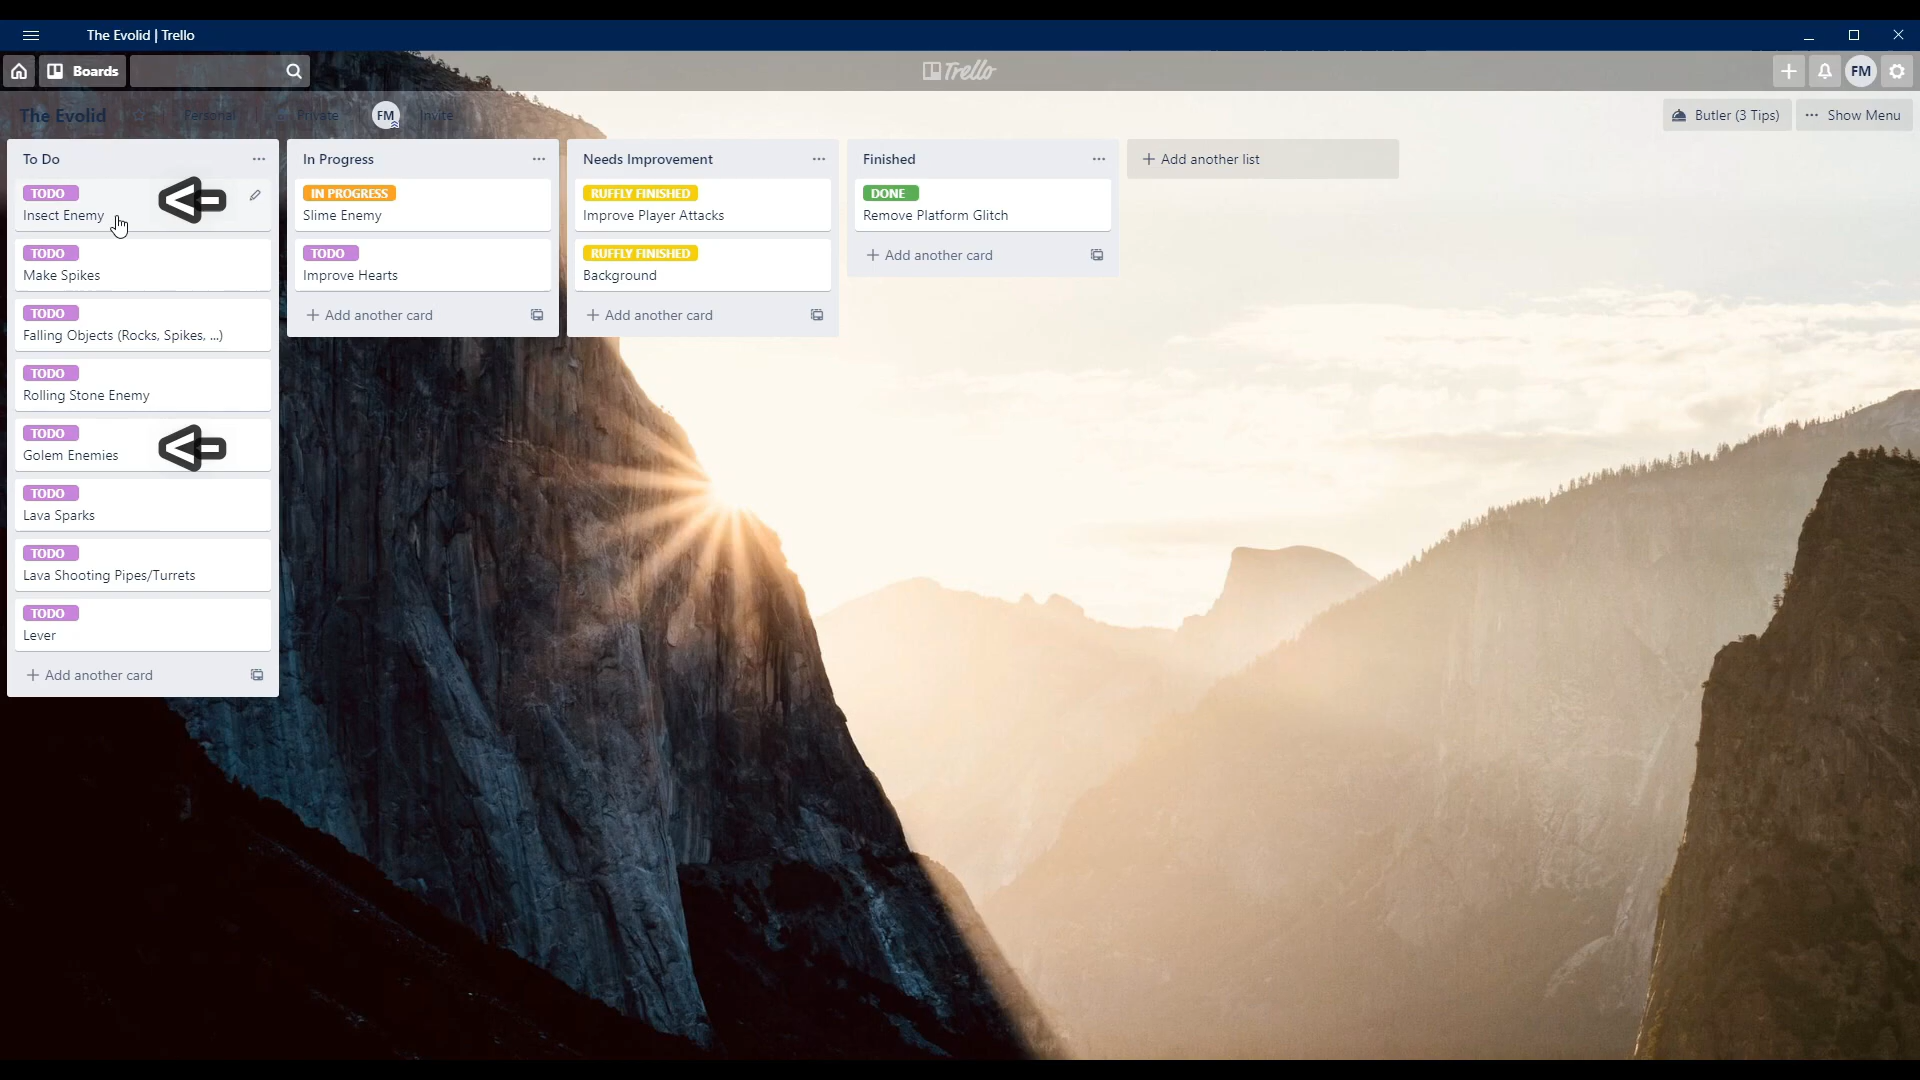 The Evolid | Trello
Boards
Trello
FM
The Evolid
Personal
Private
FM
Invite
Butler (3 Tips)
··· Show Menu
To Do
TODO
Insect Enemy
TODO
Make Spikes
TODO
Falling Objects (Rocks, Spikes, ...)
TODO
Rolling Stone Enemy
TODO
Golem Enemies
TODO
Lava Sparks
TODO
Lava Shooting Pipes/Turrets
TODO
Lever
+ Add another card
In Progress
IN PROGRESS
Slime Enemy
TODO
Improve Hearts
+ Add another card
Needs Improvement
RUFFLY FINISHED
Improve Player Attacks
RUFFLY FINISHED
Background
+ Add another card
Finished
DONE
Remove Platform Glitch
+ Add another card
+ Add another list